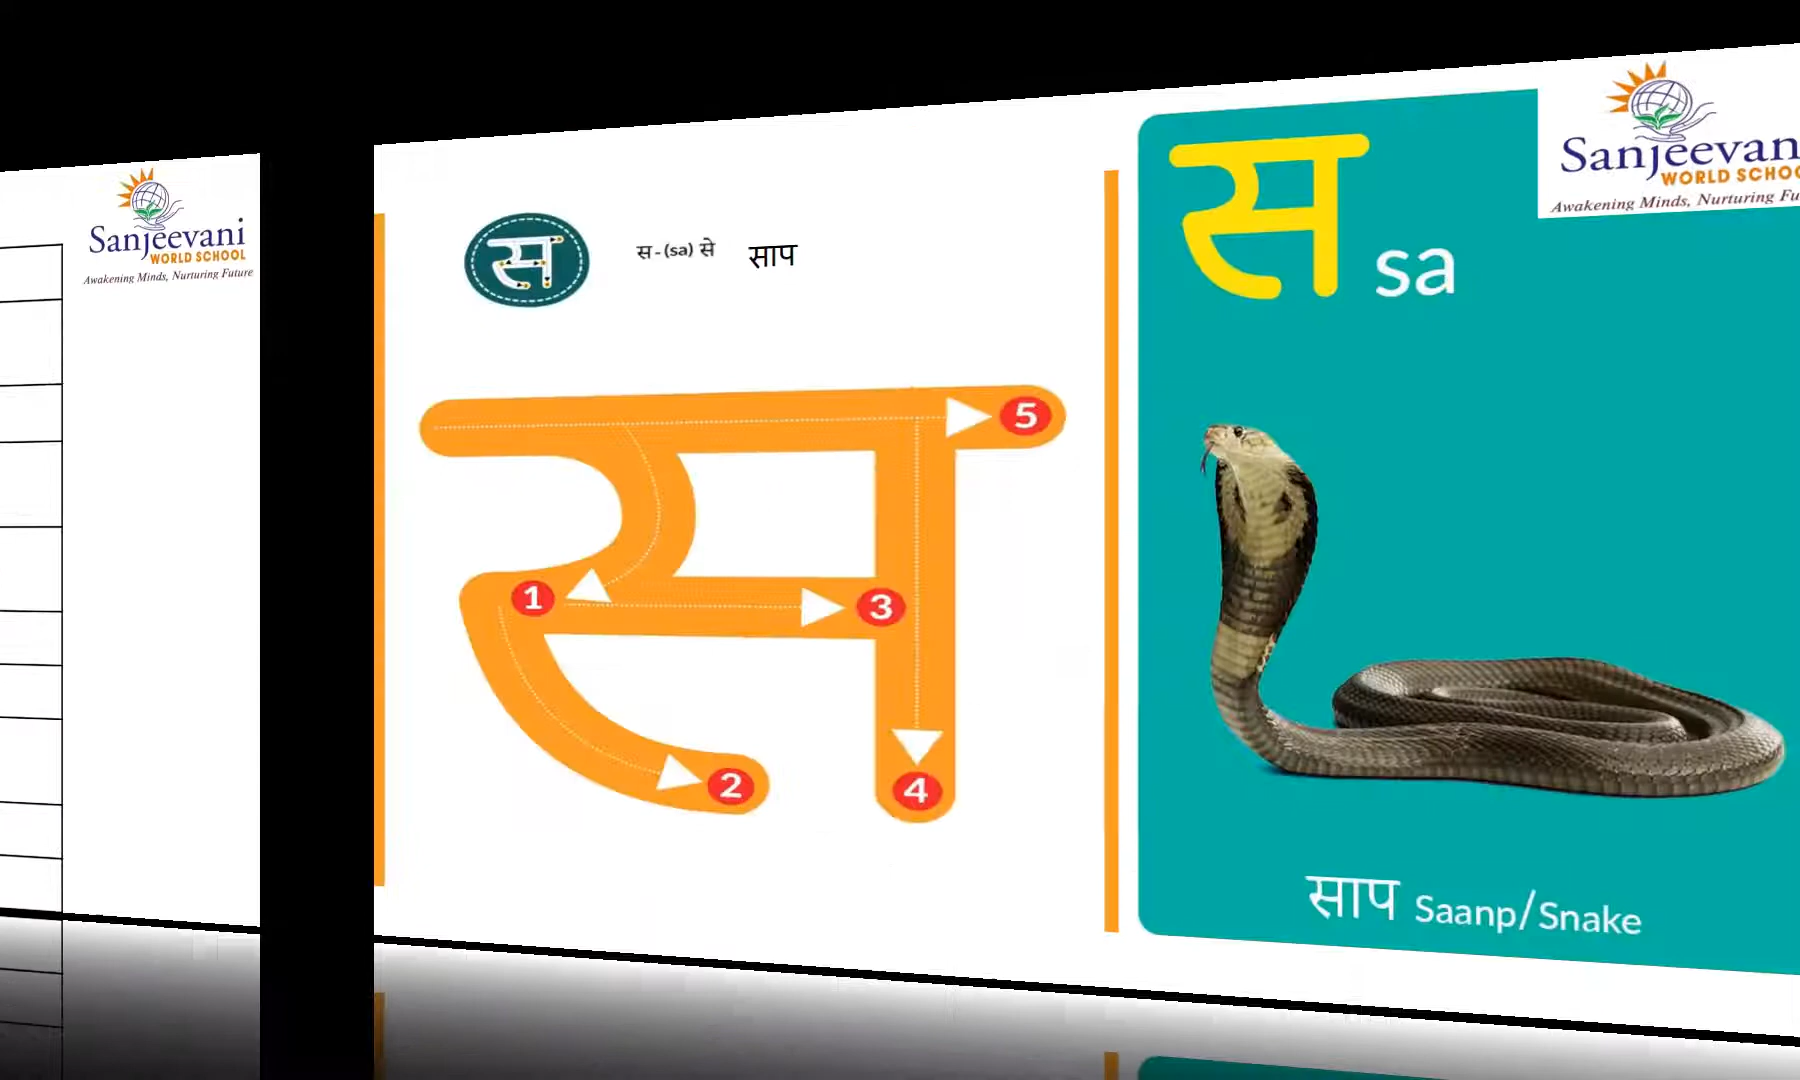 Sanjeevani
WORLD SCHOOL
Awakening Minds, Nurturing Future
स
स - (sa) से साप
5
1
3
2
4
स sa
Sanjeevan
WORLD SCHOO
Awakening Minds, Nurturing Fu
साप Saanp/Snake